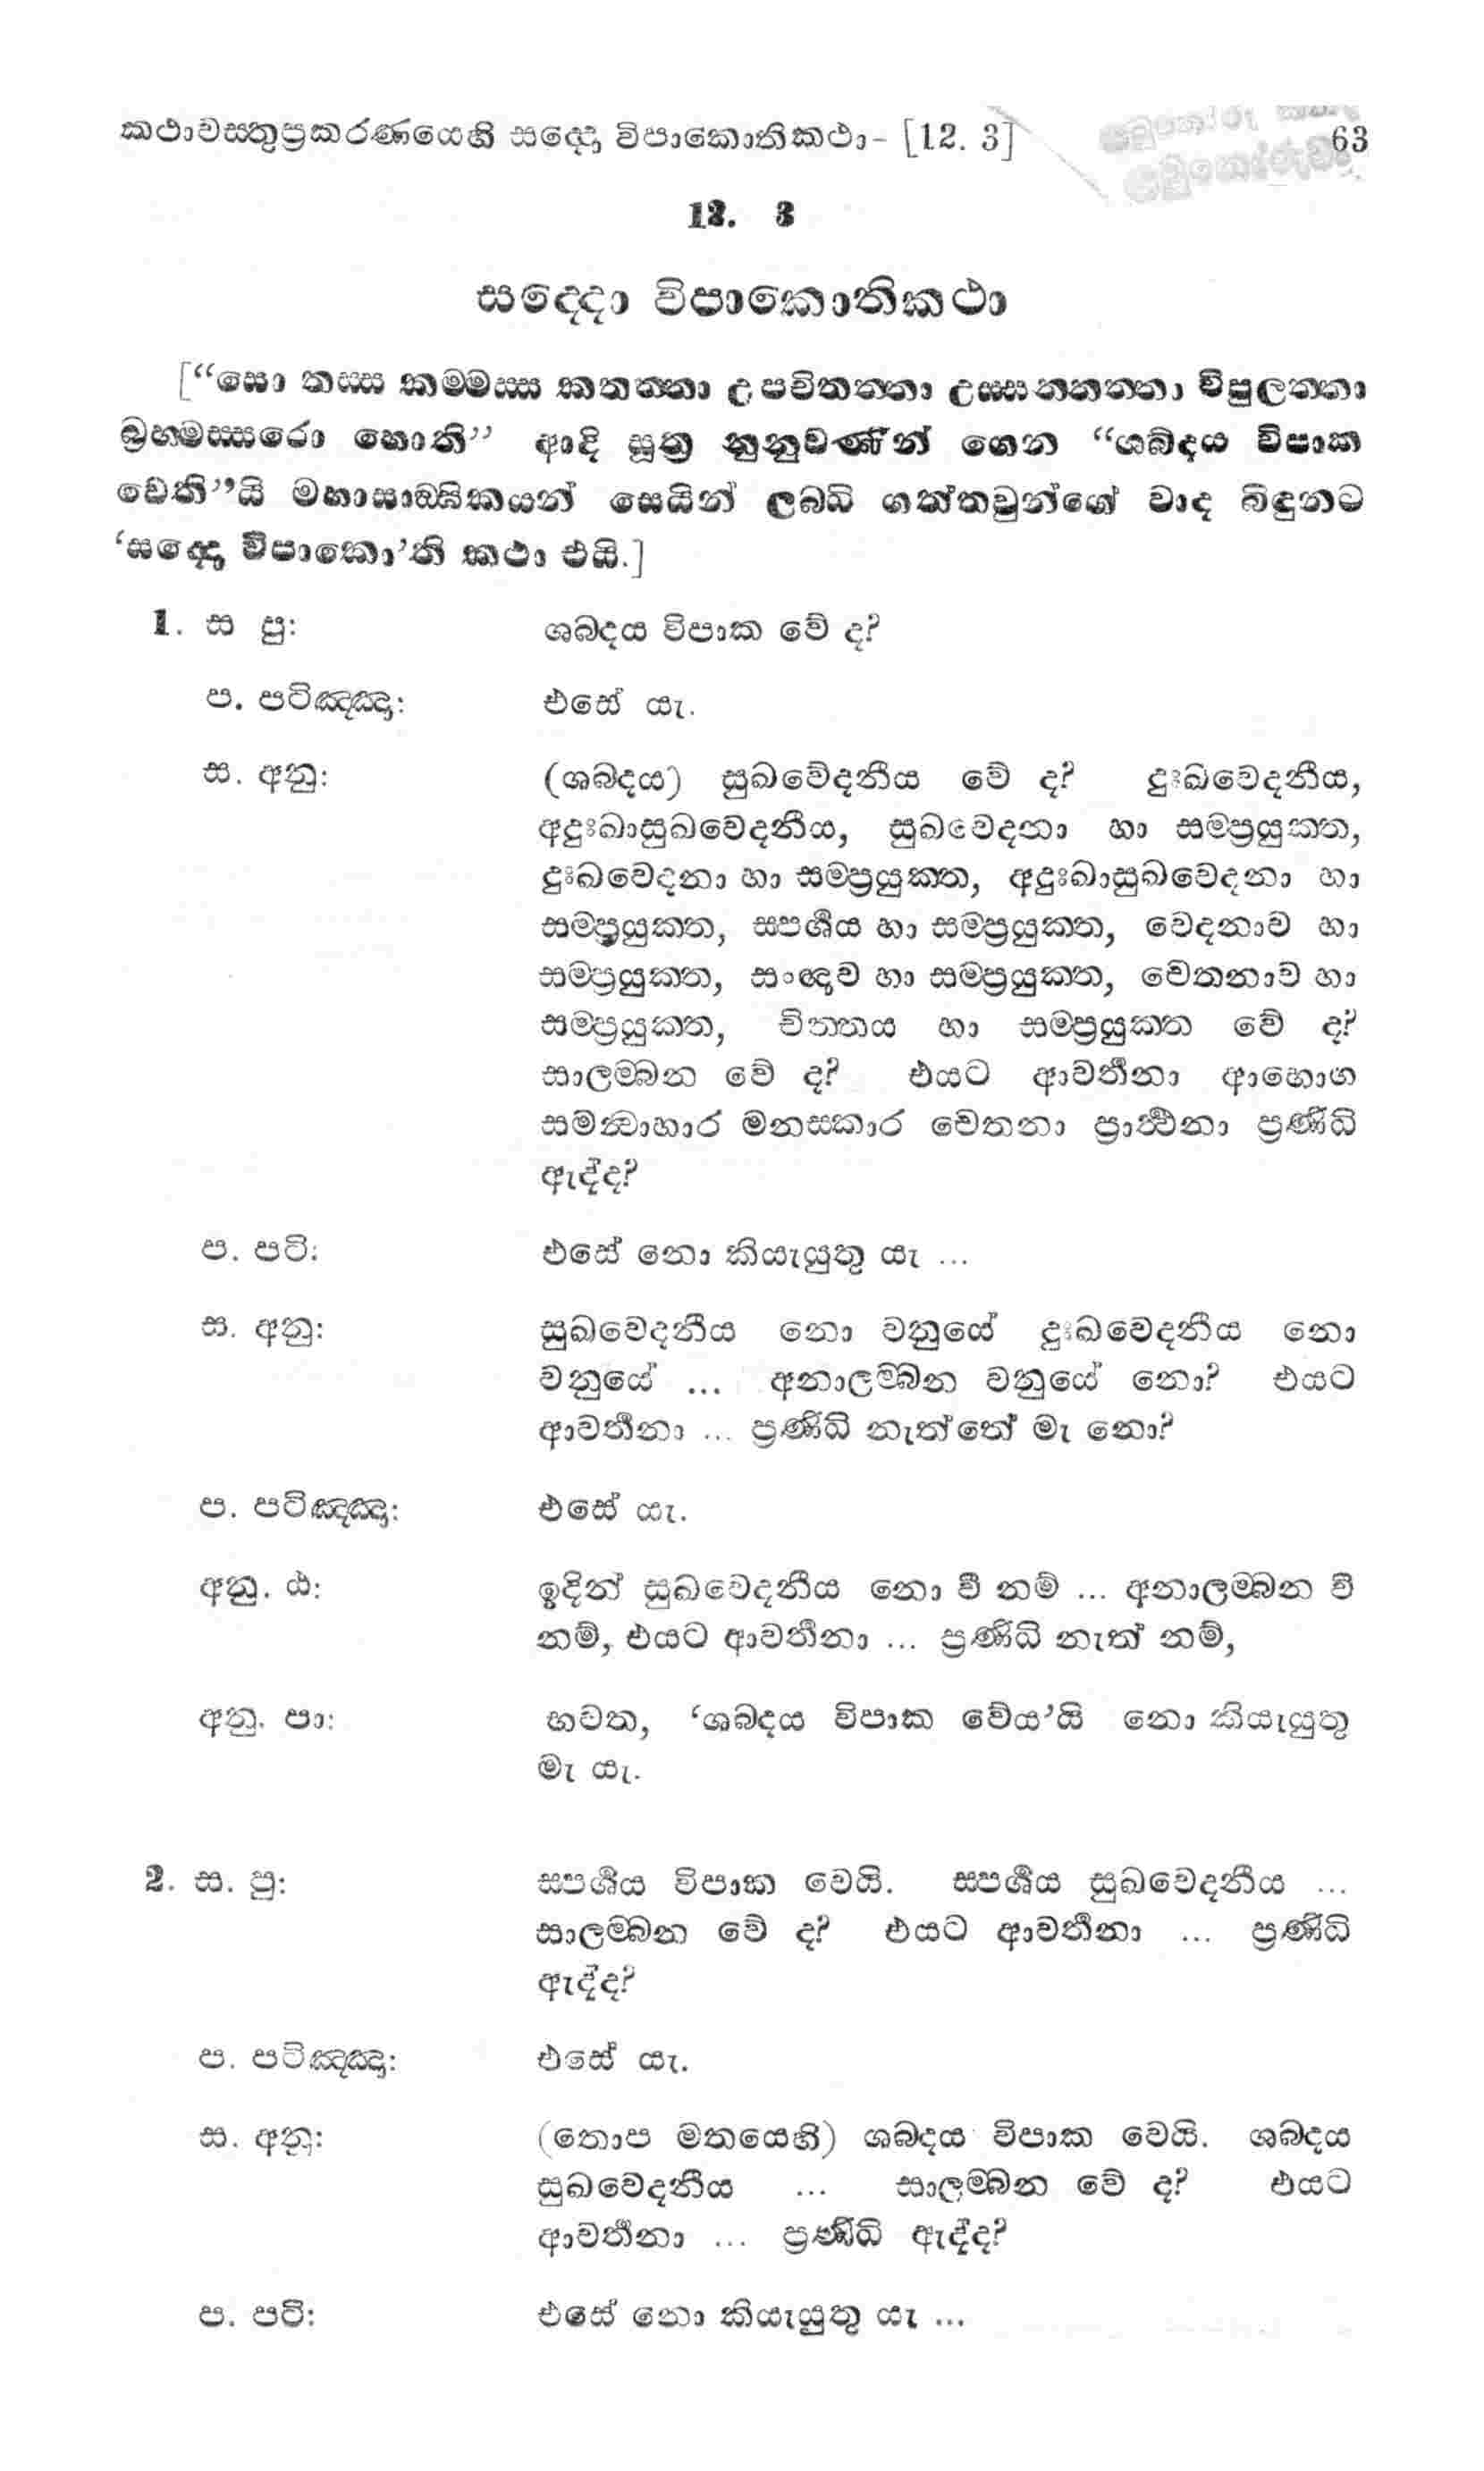 කථාවස්තුප්‍රකරණයෙහි සද්දො විපාකොතිකථා- [12. 3] 63
12. 3
සද්දො විපාකොතිකථා
[“සො තස්ස කම්මස්ස කතත්තා උපචිතත්තා උස්සන්නත්තා විපුලත්තා
බ්‍රහ්මස්සරො හොති” ආදි සූත්‍ර නුනුවණින් ගෙන “ශබ්දය විපාක
වෙති”යි මහාසාඞ්ඝිකයන් සෙයින් ලබ්ධි ගත්තවුන්ගේ වාද බිඳුනට
‘සද්දො විපාකො’ති කථා එයි.]
1. ස පු: ශබ්දය විපාක වේ ද?
ප. පටිඤ්ඤා: එසේ යැ.
ස. අනු: (ශබ්දය) සුඛවේදනීය වේ ද? දුඃඛවෙදනීය,
අදුඃඛාසුඛවෙදනීය, සුඛවෙදනා හා සම්ප්‍රයුක්ත,
දුඃඛවෙදනා හා සම්ප්‍රයුක්ත, අදුඃඛාසුඛවෙදනා හා
සම්ප්‍රයුක්ත, ස්පර්‍ශය හා සම්ප්‍රයුක්ත, වෙදනාව හා
සම්ප්‍රයුක්ත, සංඥාව හා සම්ප්‍රයුක්ත, චෙතනාව හා
සම්ප්‍රයුක්ත, චිත්තය හා සම්ප්‍රයුක්ත වේ ද?
සාලම්බන වේ ද? එයට ආවර්‍තනා ආභොග
සමන්වාහාර මනස්කාර චෙතනා ප්‍රාර්‍ත්‍ථනා ප්‍රණිධි
ඇද්ද?
ප. පටි: එසේ නො කියැයුතු යැ ...
ස. අනු: සුඛවෙදනීය නො වනුයේ දුඃඛවෙදනීය නො
වනුයේ ... අනාලම්බන වනුයේ නො? එයට
ආවර්‍තනා ... ප්‍රණිධි නැත්තේ මැ නො?
ප. පටිඤ්ඤා: එසේ යැ.
අනු. ඨ: ඉදින් සුඛවෙදනීය නො වී නම් ... අනාලම්බන වී
නම්, එයට ආවර්‍තනා ... ප්‍රණිධි නැත් නම්,
අනු. පා: භවත, ‘ශබ්දය විපාක වේය’යි නො කියැයුතු
මැ යැ.
2. ස. පු: ස්පර්‍ශය විපාක වෙයි. ස්පර්‍ශය සුඛවෙදනීය ...
සාලම්බන වේ ද? එයට ආවර්‍තනා ... ප්‍රණිධි
ඇද්ද?
ප. පටිඤ්ඤා: එසේ යැ.
ස. අනු: (තොප මතයෙහි) ශබ්දය විපාක වෙයි. ශබ්දය
සුඛවෙදනීය ... සාලම්බන වේ ද? එයට
ආවර්‍තනා ... ප්‍රණිධි ඇද්ද?
ප. පටි: එසේ නො කියැයුතු යැ ...